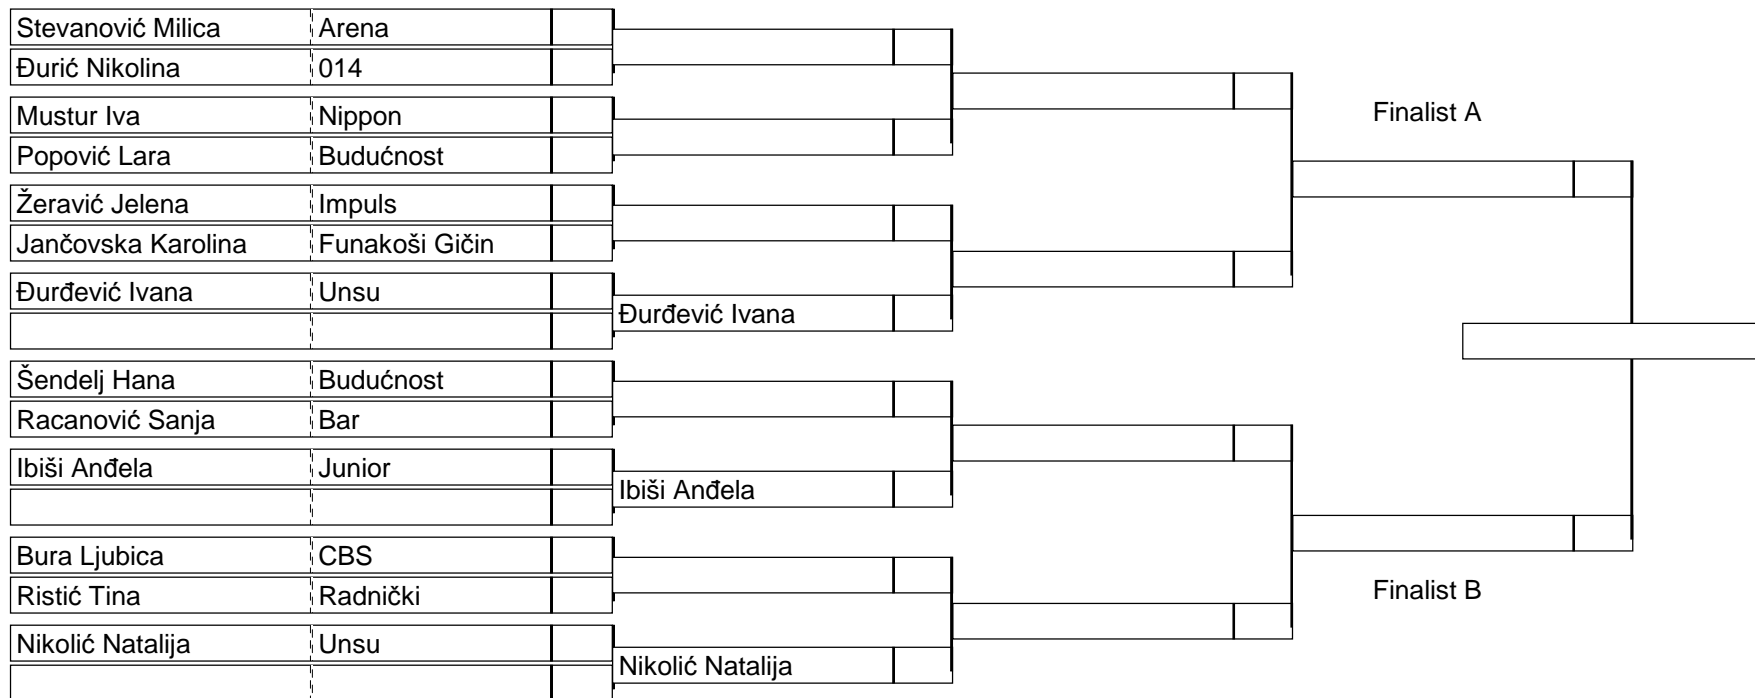 Stevanović Milica Arena
Đurić Nikolina 014
Mustur Iva Nippon
Finalist A
Popović Lara Budućnost
Žeravić Jelena Impuls
Jančovska Karolina Funakoši Gičin
Đurđević Ivana Unsu
Đurđević Ivana
Šendelj Hana Budućnost
Racanović Sanja Bar
Ibiši Anđela Junior
Ibiši Anđela
Bura Ljubica CBS
Ristić Tina Radnički
Finalist B
Nikolić Natalija Unsu
Nikolić Natalija